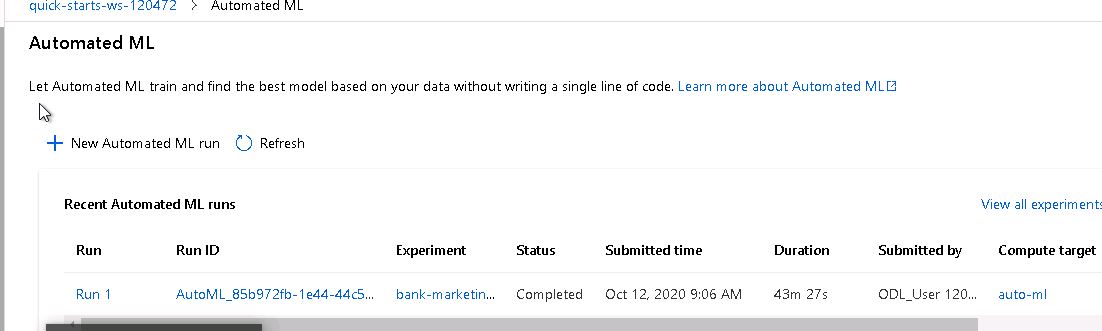 quick-starts-ws-120472 > Automated ML
Automated ML
Let Automated ML train and find the best model based on your data without writing a single line of code. Learn more about Automated ML
New Automated ML run Refresh
Recent Automated ML runs View all experiments
Run Run ID Experiment Status Submitted time Duration Submitted by Compute target
Run 1 AutoML_85b972fb-1e44-44c5... bank-marketin... Completed Oct 12, 2020 9:06 AM 43m 27s ODL_User 120... auto-ml